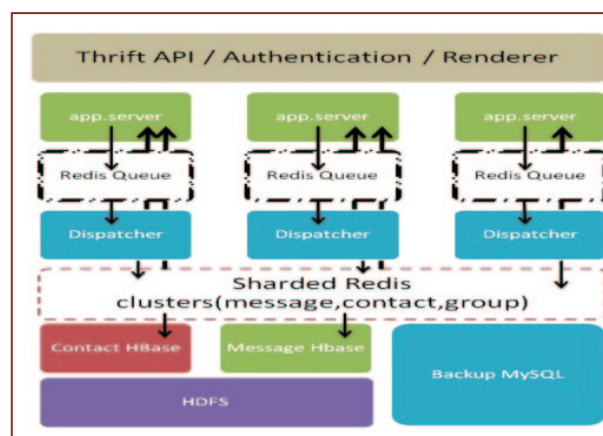 Thrift API / Authentication / Renderer
app.server app.server app.server
Redis Queue Redis Queue Redis Queue
Dispatcher Dispatcher Dispatcher
Sharded Redis
clusters(message,contact,group)
Contact HBase Message Hbase
Backup MySQL
HDFS